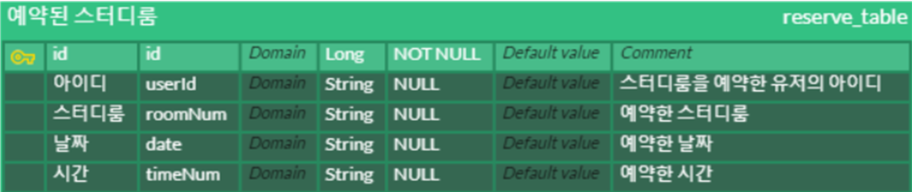 예약된 스터디룸 reserve_table
id id Domain Long NOT NULL Default value Comment
아이디 userId Domain String NULL Default value 스터디룸을 예약한 유저의 아이디
스터디룸 roomNum Domain String NULL Default value 예약한 스터디룸
날짜 date Domain String NULL Default value 예약한 날짜
시간 timeNum Domain String NULL Default value 예약한 시간